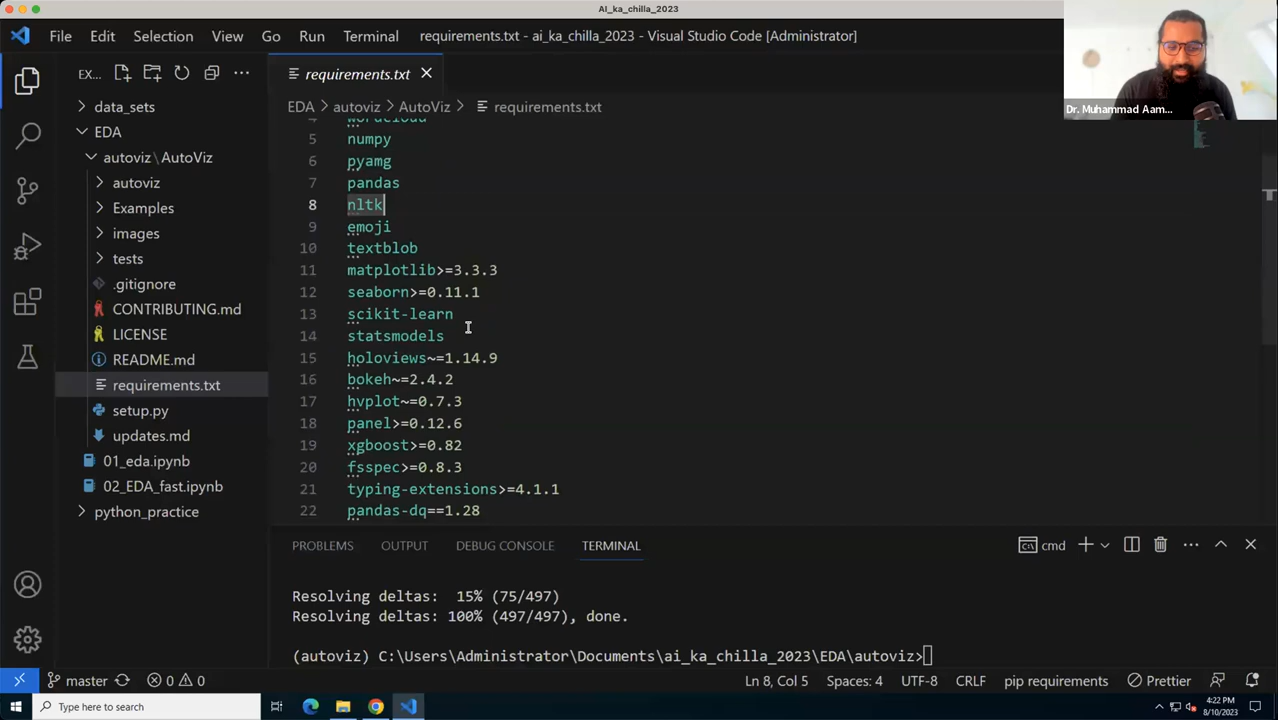 AI_ka_chilla_2023
File Edit Selection View Go Run Terminal requirements.txt - ai_ka_chilla_2023 - Visual Studio Code [Administrator]
Dr. Muhammad Aam...
EX...
requirements.txt
data_sets
EDA
autoviz\AutoViz
autoviz
Examples
images
tests
.gitignore
CONTRIBUTING.md
LICENSE
README.md
requirements.txt
setup.py
updates.md
01_eda.ipynb
02_EDA_fast.ipynb
python_practice
EDA > autoviz > AutoViz > requirements.txt
4 wordcloud
5 numpy
6 pyamg
7 pandas
8 nltk
9 emoji
10 textblob
11 matplotlib>=3.3.3
12 seaborn>=0.11.1
13 scikit-learn
14 statsmodels
15 holoviews~=1.14.9
16 bokeh~=2.4.2
17 hvplot~=0.7.3
18 panel>=0.12.6
19 xgboost>=0.82
20 fsspec>=0.8.3
21 typing-extensions>=4.1.1
22 pandas-dq==1.28
PROBLEMS OUTPUT DEBUG CONSOLE TERMINAL
cmd
Resolving deltas: 15% (75/497)
Resolving deltas: 100% (497/497), done.
(autoviz) C:\Users\Administrator\Documents\ai_ka_chilla_2023\EDA\autoviz>
master 0 0 Ln 8, Col 5 Spaces: 4 UTF-8 CRLF pip requirements Prettier
Type here to search
4:22 PM
8/10/2023